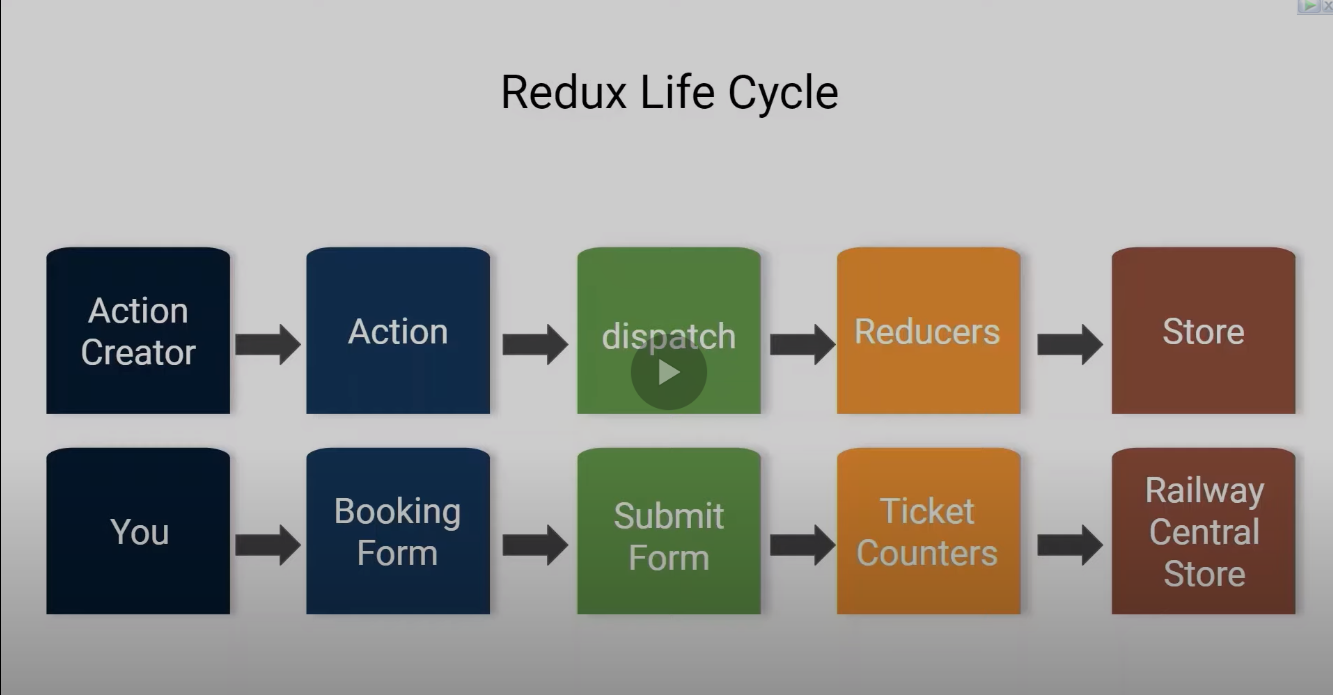 Redux Life Cycle
Action
Creator
Action
dispatch
Reducers
Store
You
Booking
Form
Submit
Form
Ticket
Counters
Railway
Central
Store